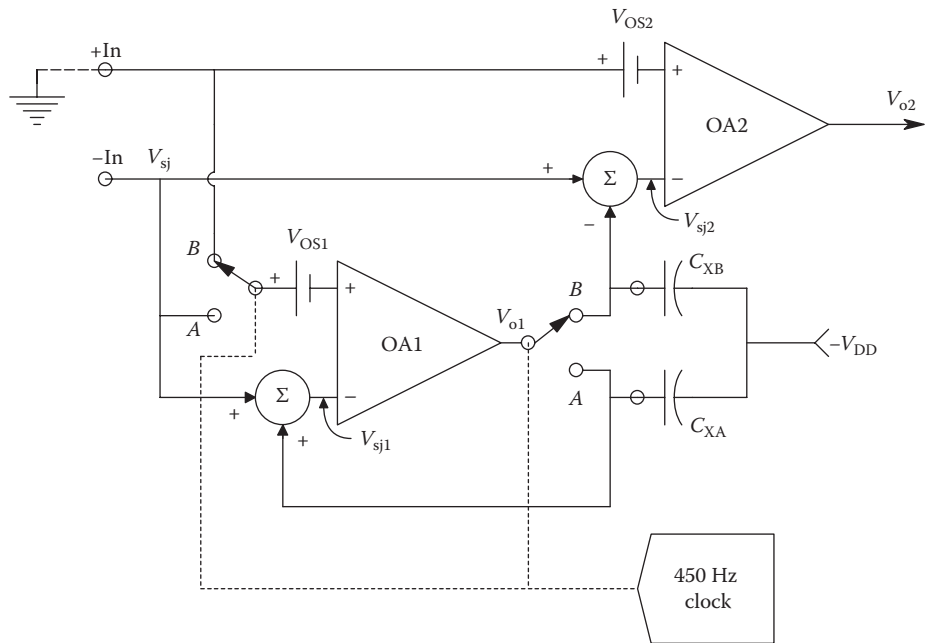 V_OS2
+In
+
+
−
OA2
V_o2
−In
V_sj
+
Σ
−
V_sj2
B
V_OS1
+
+
A
V_o1
B
C_XB
OA1
−V_DD
Σ
−
A
+
+
V_sj1
C_XA
450 Hz
clock